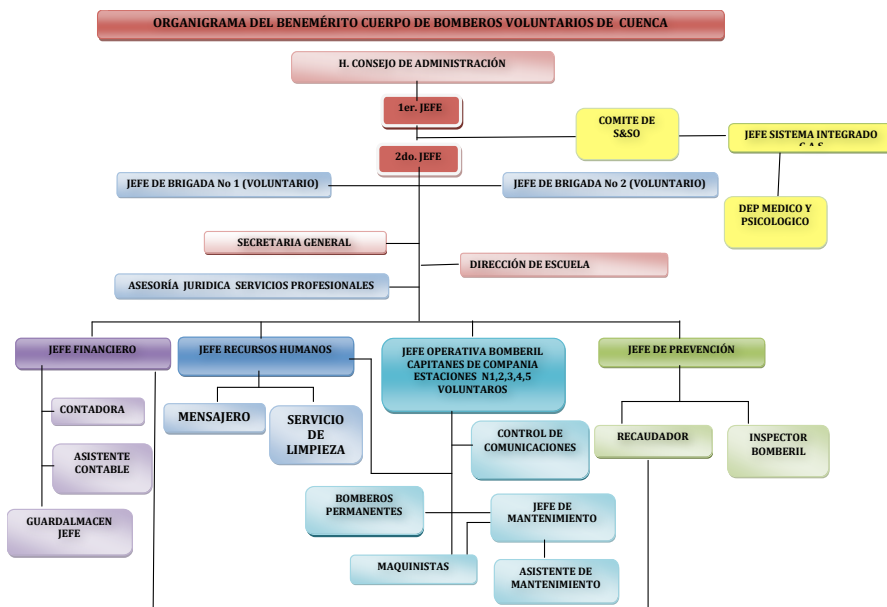 ORGANIGRAMA DEL BENEMÉRITO CUERPO DE BOMBEROS VOLUNTARIOS DE CUENCA
H. CONSEJO DE ADMINISTRACIÓN
1er. JEFE
COMITE DE
S&SO
JEFE SISTEMA INTEGRADO
2do. JEFE
JEFE DE BRIGADA No 1 (VOLUNTARIO)
JEFE DE BRIGADA No 2 (VOLUNTARIO)
DEP MEDICO Y
PSICOLOGICO
SECRETARIA GENERAL
DIRECCIÓN DE ESCUELA
ASESORÍA JURIDICA SERVICIOS PROFESIONALES
JEFE FINANCIERO
JEFE RECURSOS HUMANOS
JEFE OPERATIVA BOMBERIL
CAPITANES DE COMPANIA
ESTACIONES N1,2,3,4,5
VOLUNTAROS
JEFE DE PREVENCIÓN
CONTADORA
MENSAJERO
SERVICIO
DE
LIMPIEZA
CONTROL DE
COMUNICACIONES
RECAUDADOR
INSPECTOR
BOMBERIL
ASISTENTE
CONTABLE
BOMBEROS
PERMANENTES
JEFE DE
MANTENIMIENTO
GUARDALMACEN
JEFE
MAQUINISTAS
ASISTENTE DE
MANTENIMIENTO